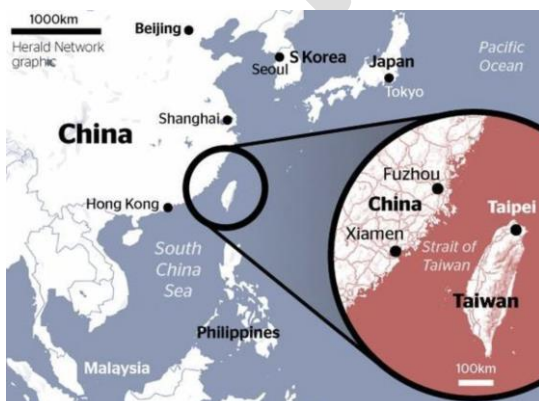 1000km
Herald Network
graphic
Beijing
S Korea
Seoul
Japan
Tokyo
Pacific
Ocean
China
Shanghai
Hong Kong
South
China
Sea
Philippines
Malaysia
Fuzhou
China
Xiamen
Strait of
Taiwan
Taipei
Taiwan
100km